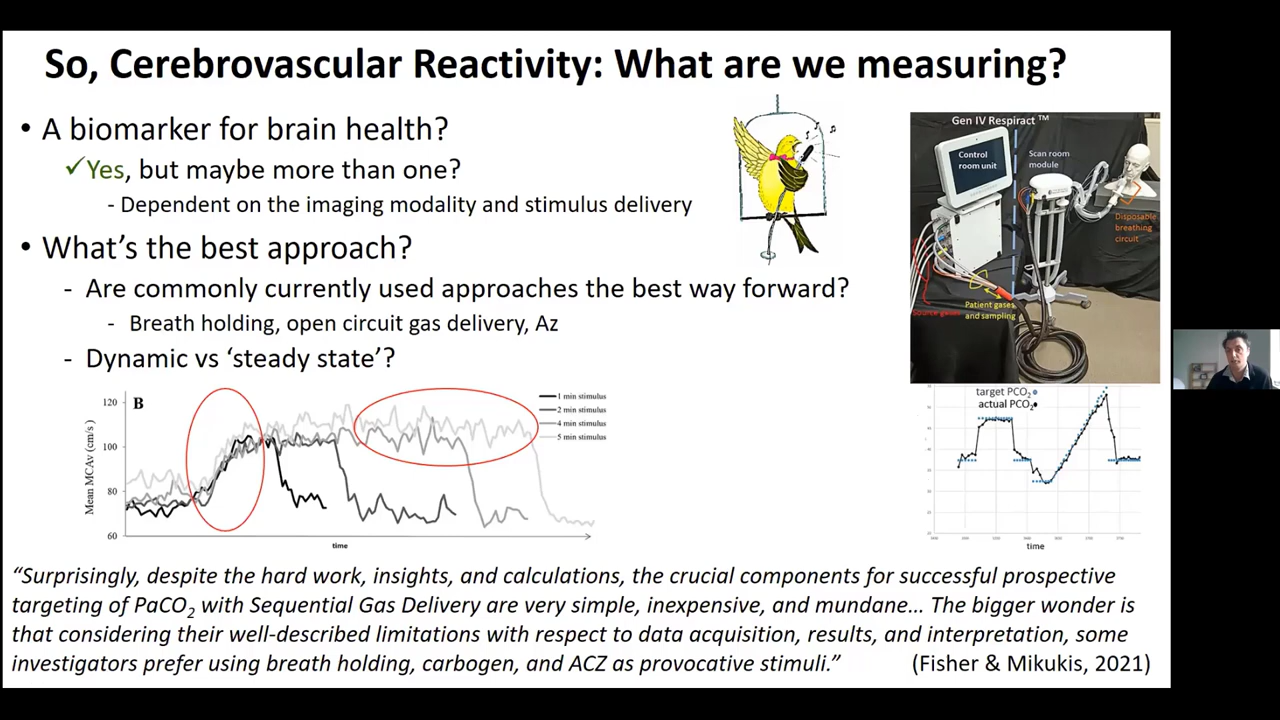 So, Cerebrovascular Reactivity: What are we measuring?
• A biomarker for brain health?
✓Yes, but maybe more than one?
- Dependent on the imaging modality and stimulus delivery
• What's the best approach?
- Are commonly currently used approaches the best way forward?
- Breath holding, open circuit gas delivery, Az
- Dynamic vs 'steady state'?
Gen IV Respiract ™
Control room unit
Scan room module
Disposable breathing circuit
Source gases
Patient gases and sampling
B
Mean MCAv (cm/s)
120
100
80
60
time
1 min stimulus
2 min stimulus
4 min stimulus
5 min stimulus
target PCO₂
actual PCO₂
time
"Surprisingly, despite the hard work, insights, and calculations, the crucial components for successful prospective
targeting of PaCO₂ with Sequential Gas Delivery are very simple, inexpensive, and mundane… The bigger wonder is
that considering their well-described limitations with respect to data acquisition, results, and interpretation, some
investigators prefer using breath holding, carbogen, and ACZ as provocative stimuli." (Fisher & Mikukis, 2021)